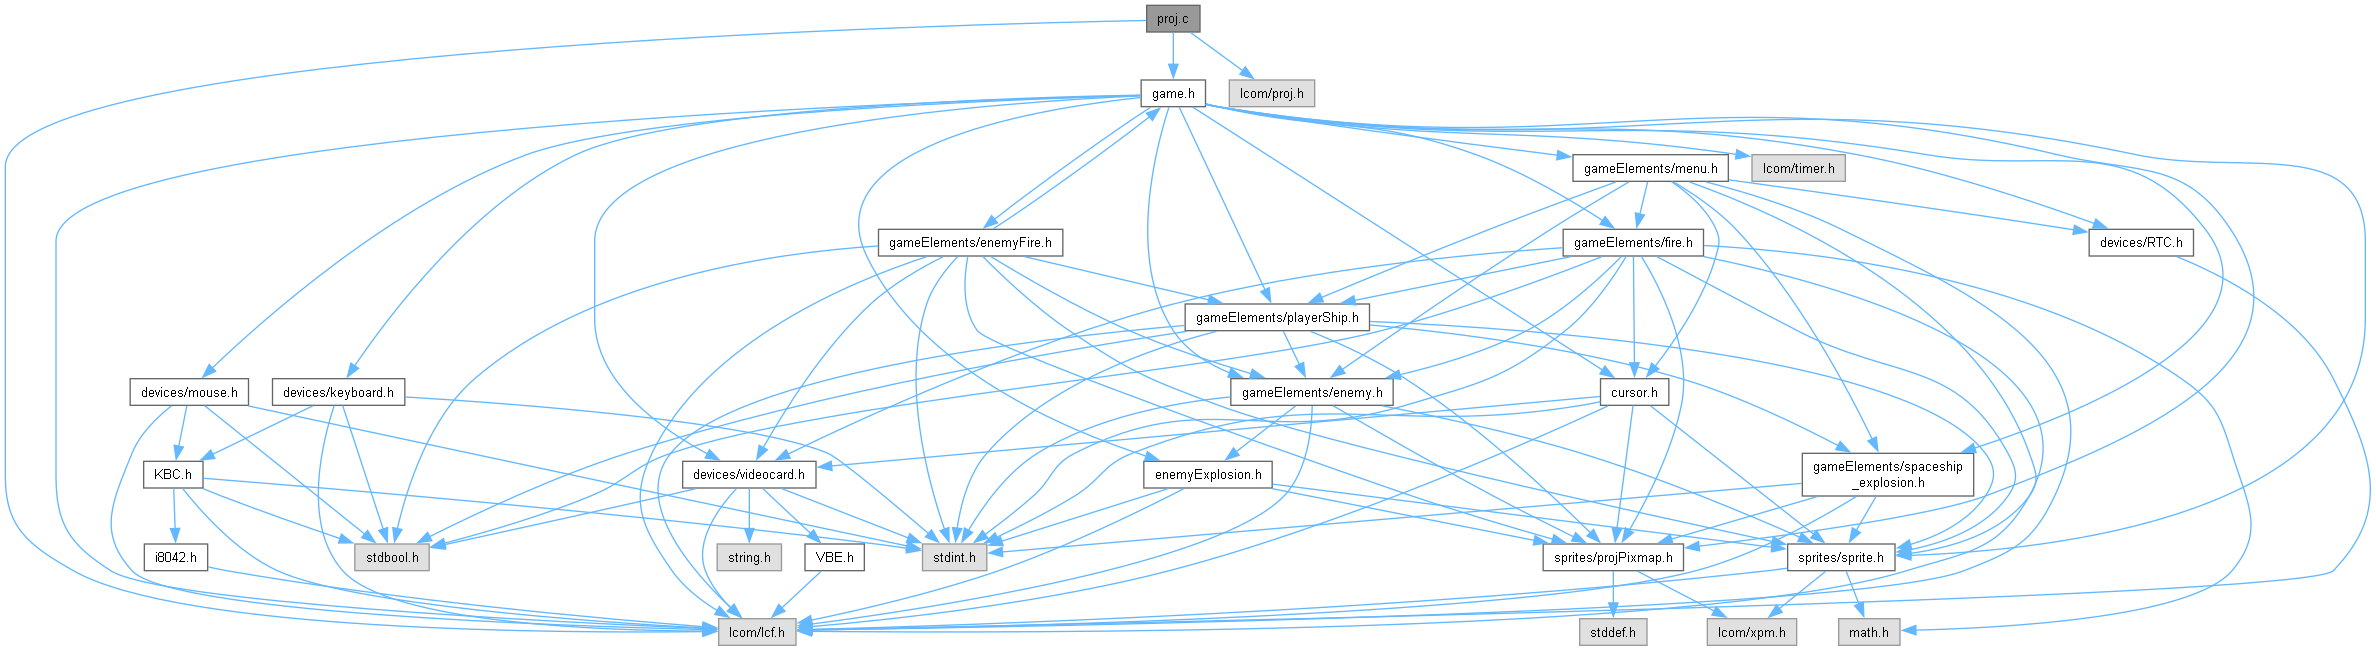 proj.c
game.h
lcom/proj.h
gameElements/menu.h
lcom/timer.h
gameElements/enemyFire.h
gameElements/fire.h
devices/RTC.h
gameElements/playerShip.h
devices/mouse.h
devices/keyboard.h
gameElements/enemy.h
cursor.h
KBC.h
devices/videocard.h
enemyExplosion.h
gameElements/spaceship
_explosion.h
i8042.h
stdbool.h
string.h
VBE.h
stdint.h
sprites/projPixmap.h
sprites/sprite.h
lcom/lcf.h
stddef.h
lcom/xpm.h
math.h